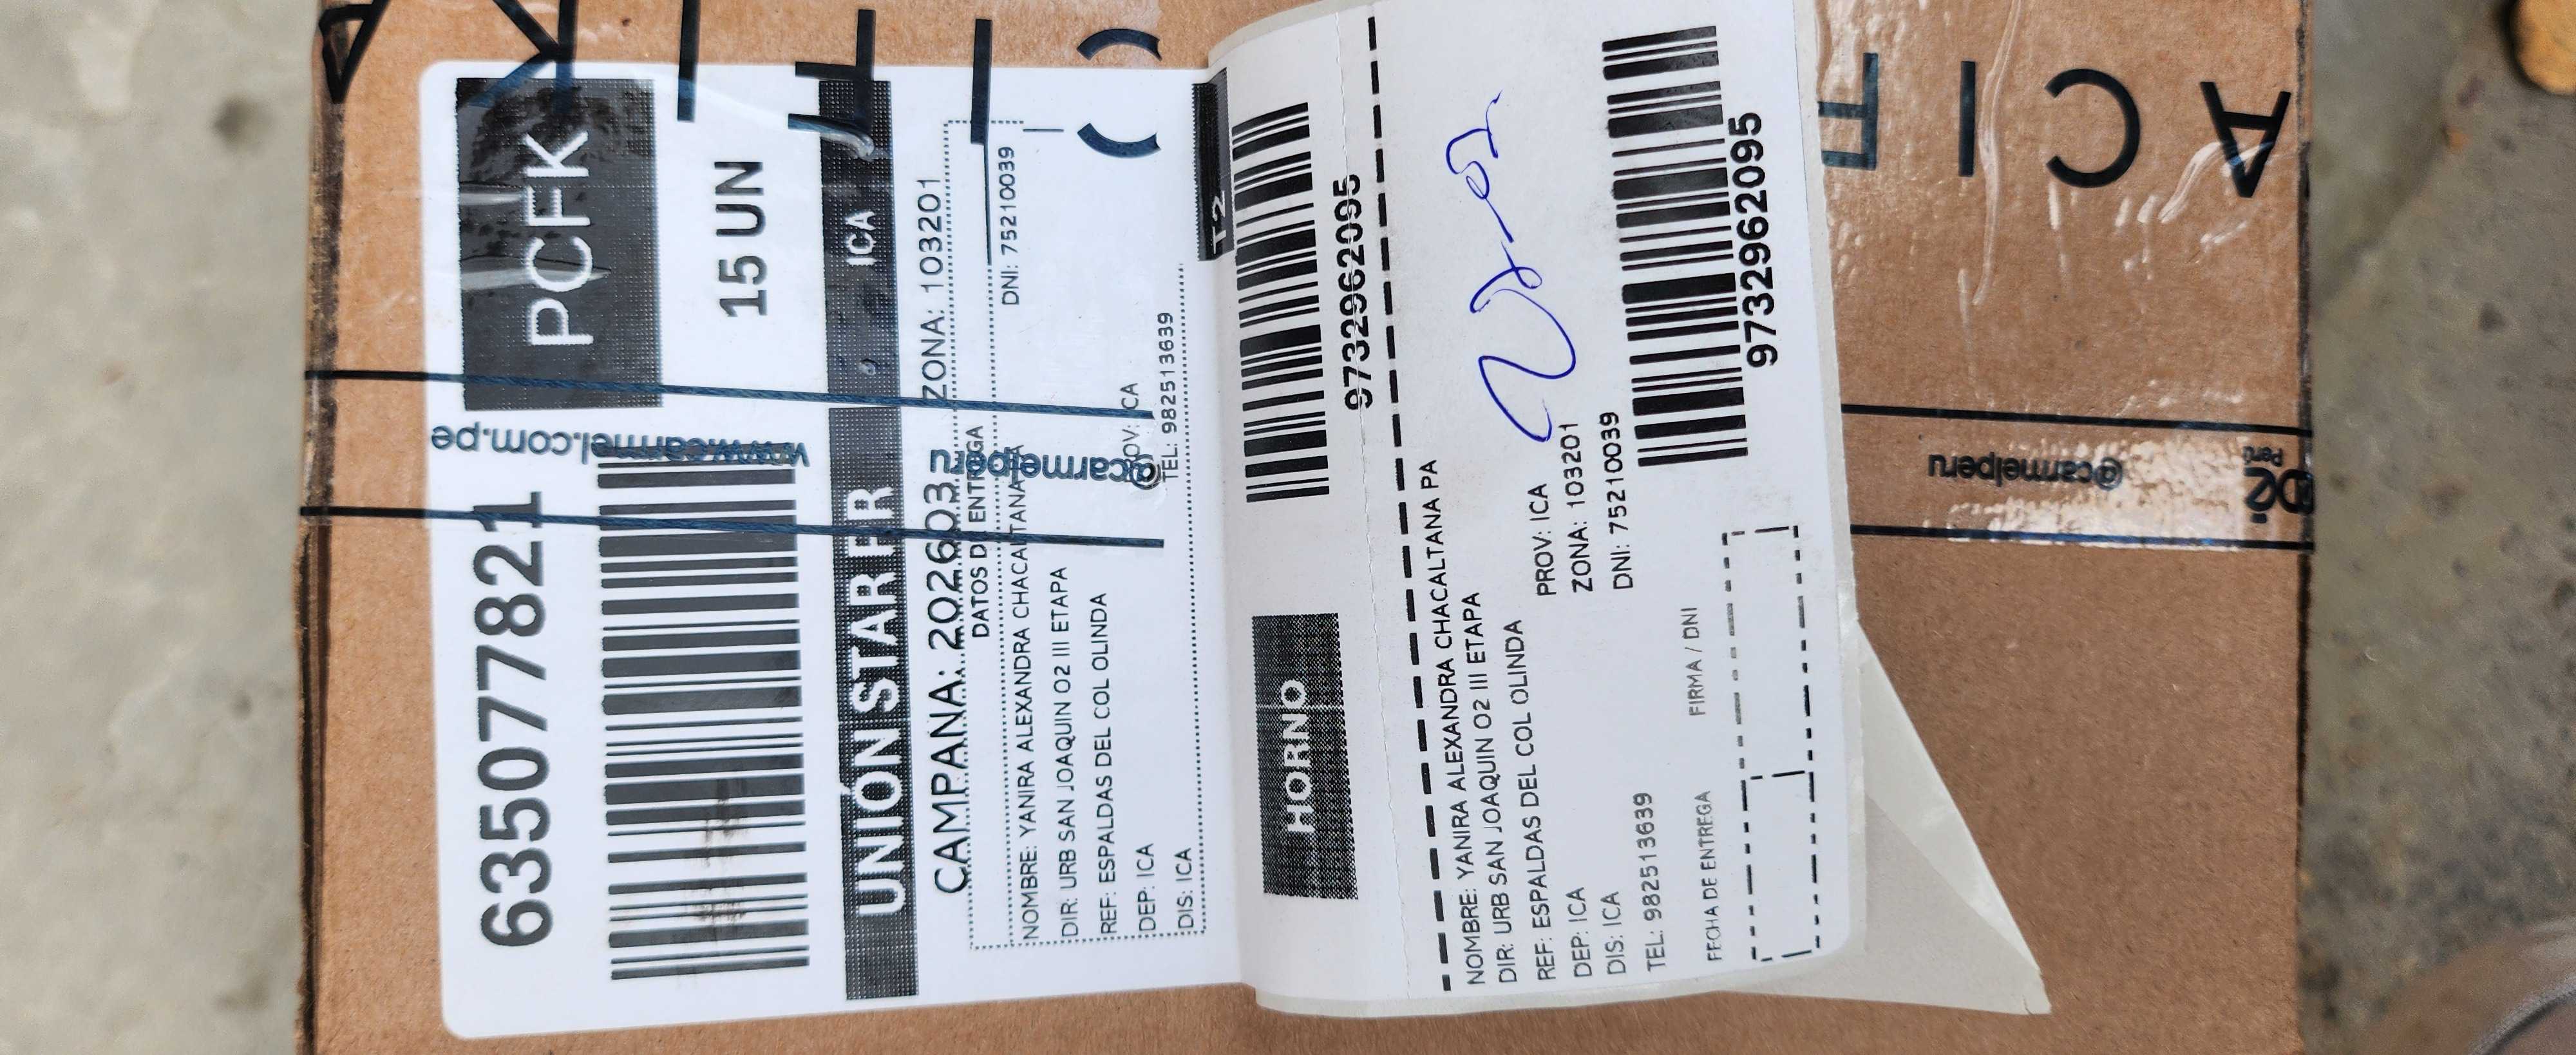 635077821
PCFK
15 UN
UNIÓNSTAR FR
ICA
CAMPAÑA: 202603
ZONA: 103201
DATOS DE ENTREGA
NOMBRE: YANIRA ALEXANDRA CHACALTANA
DNI: 75210039
DIR: URB SAN JOAQUIN O2 III ETAPA
REF: ESPALDAS DEL COL OLINDA
DEP: ICA
PROV: ICA
DIS: ICA
TEL: 982513639
T2
HORNO
9732962095
NOMBRE: YANIRA ALEXANDRA CHACALTANA PA
DIR: URB SAN JOAQUIN O2 III ETAPA
REF: ESPALDAS DEL COL OLINDA
DEP: ICA
PROV: ICA
DIS: ICA
ZONA: 103201
TEL: 982513639
DNI: 75210039
9732962095
FECHA DE ENTREGA
FIRMA / DNI
www.carmel.com.pe
@carmelperu
@carmelperu
Perú